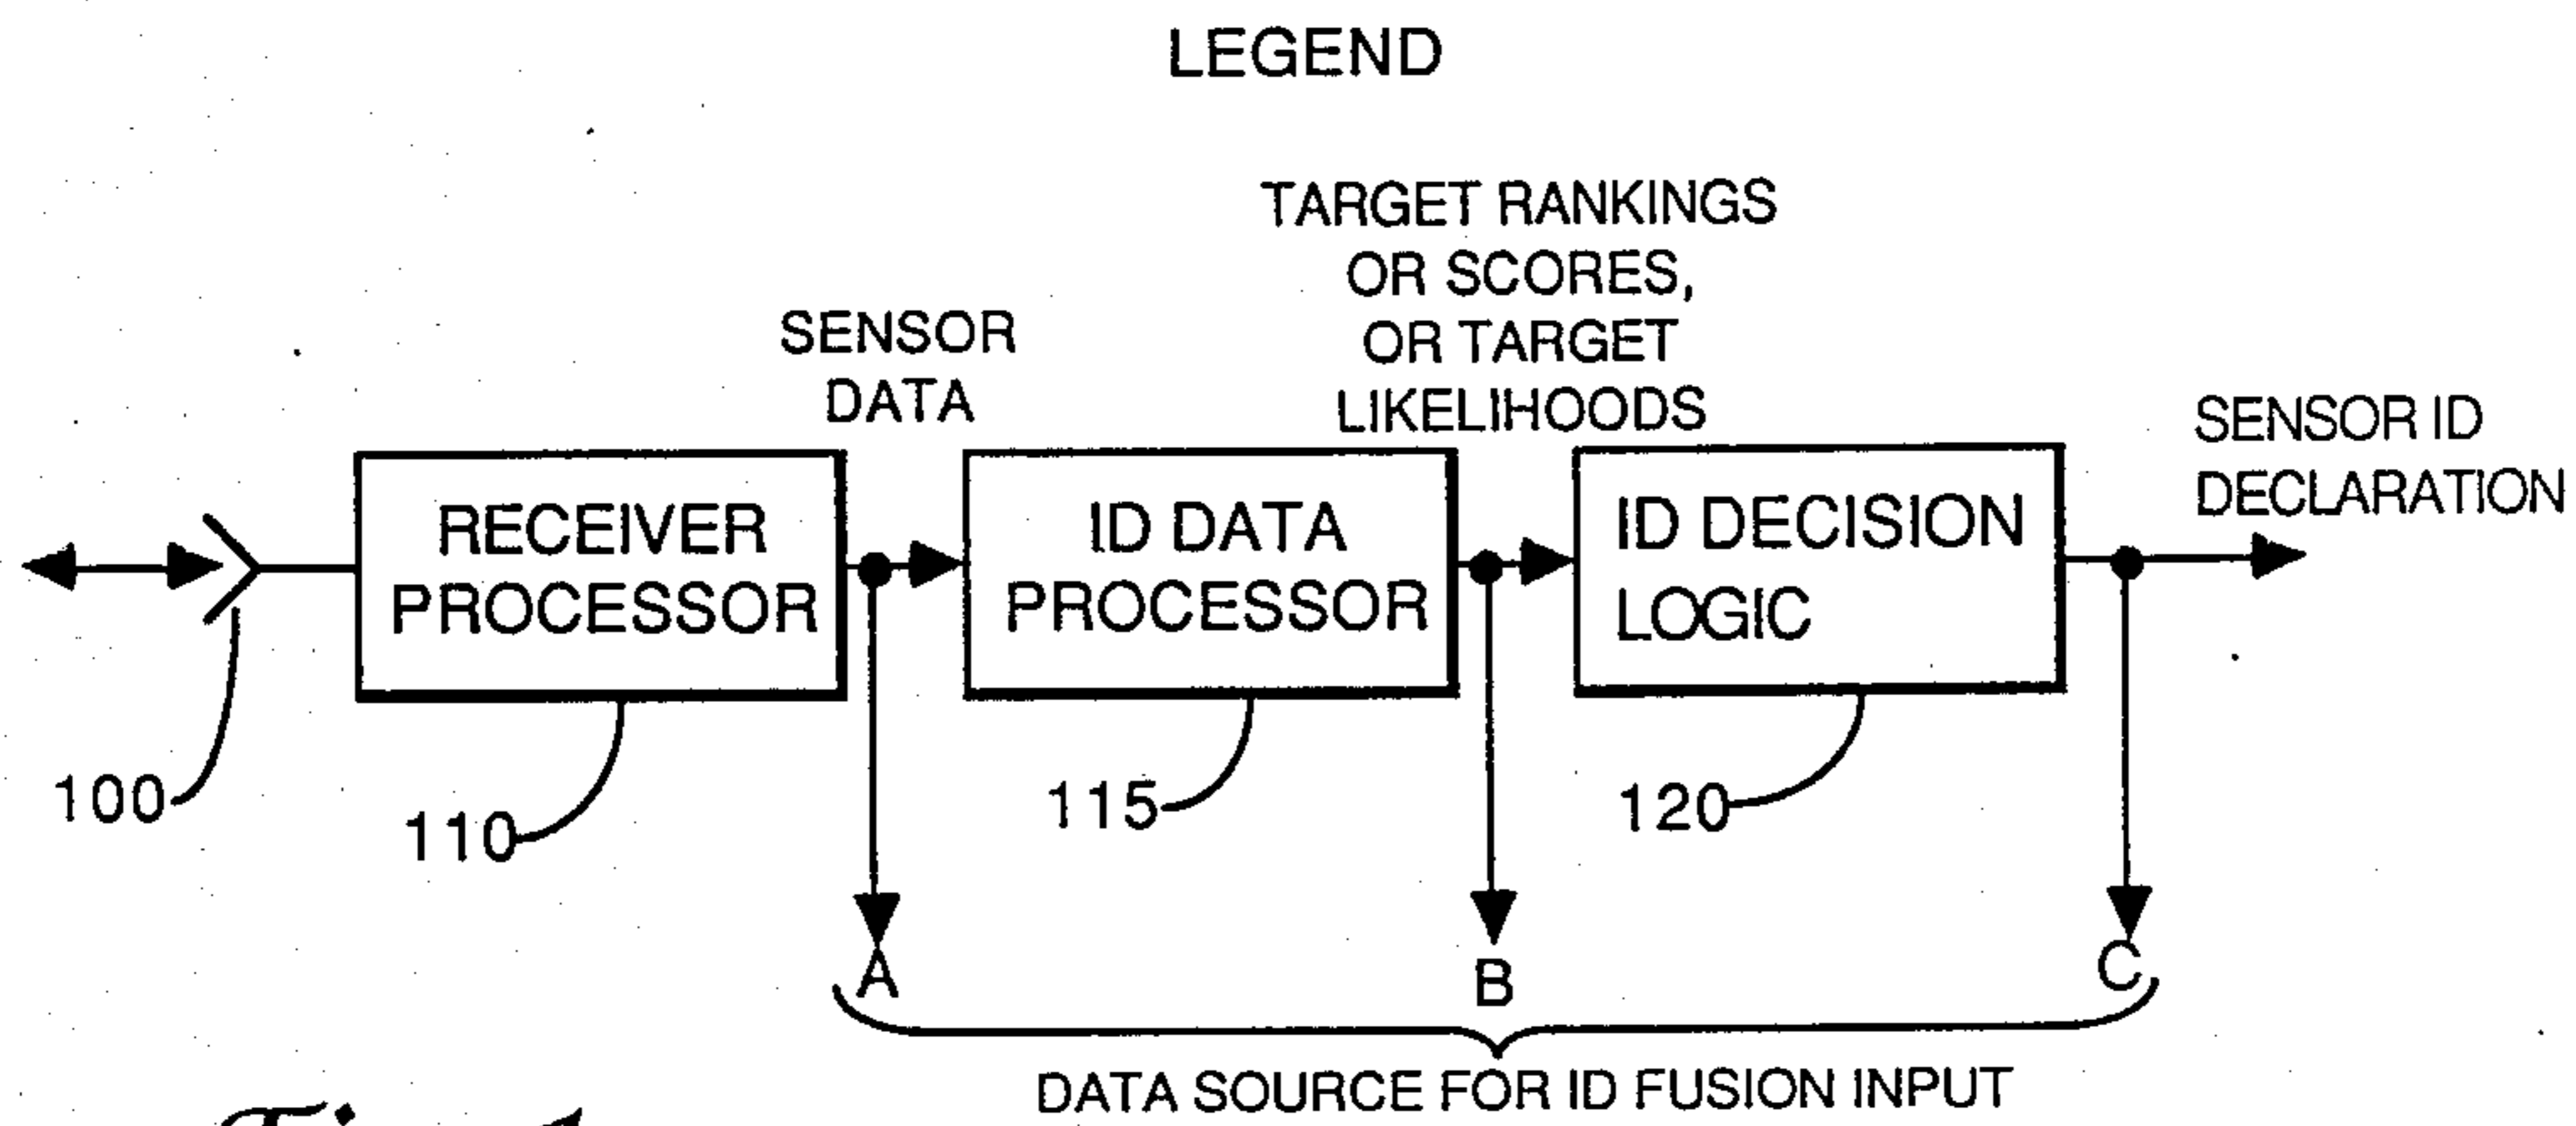 LEGEND
TARGET RANKINGS
OR SCORES,
OR TARGET
LIKELIHOODS
SENSOR
DATA
SENSOR ID
DECLARATION
RECEIVER
PROCESSOR
ID DATA
PROCESSOR
ID DECISION
LOGIC
100
110
115
120
A
B
C
DATA SOURCE FOR ID FUSION INPUT